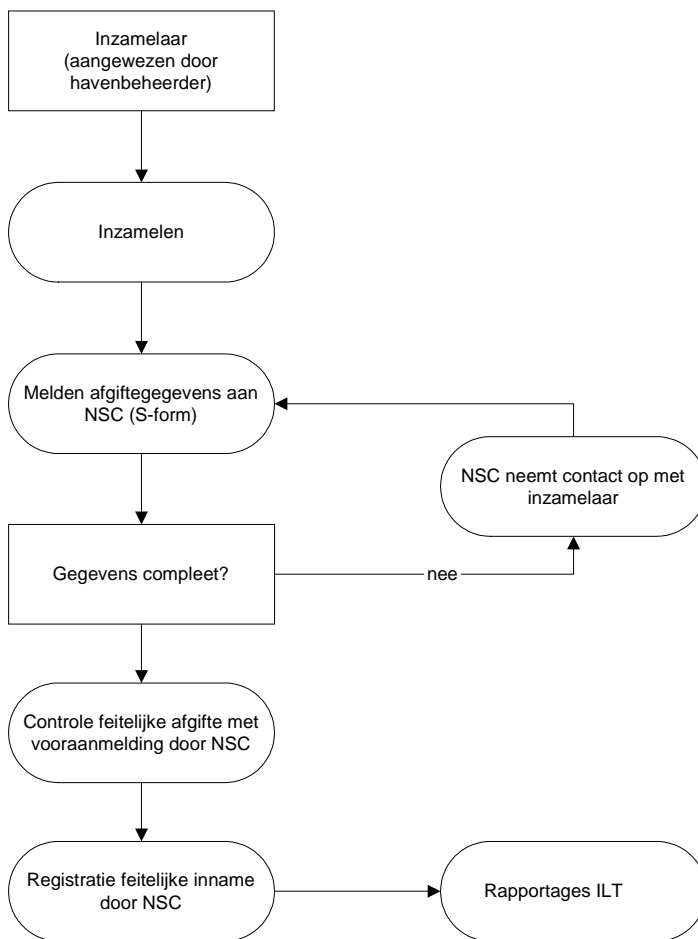 Inzamelaar
(aangewezen door
havenbeheerder)
Inzamelen
Melden afgiftegegevens aan
NSC (S-form)
NSC neemt contact op met
inzamelaar
Gegevens compleet?
nee
Controle feitelijke afgifte met
vooraanmelding door NSC
Registratie feitelijke inname
door NSC
Rapportages ILT